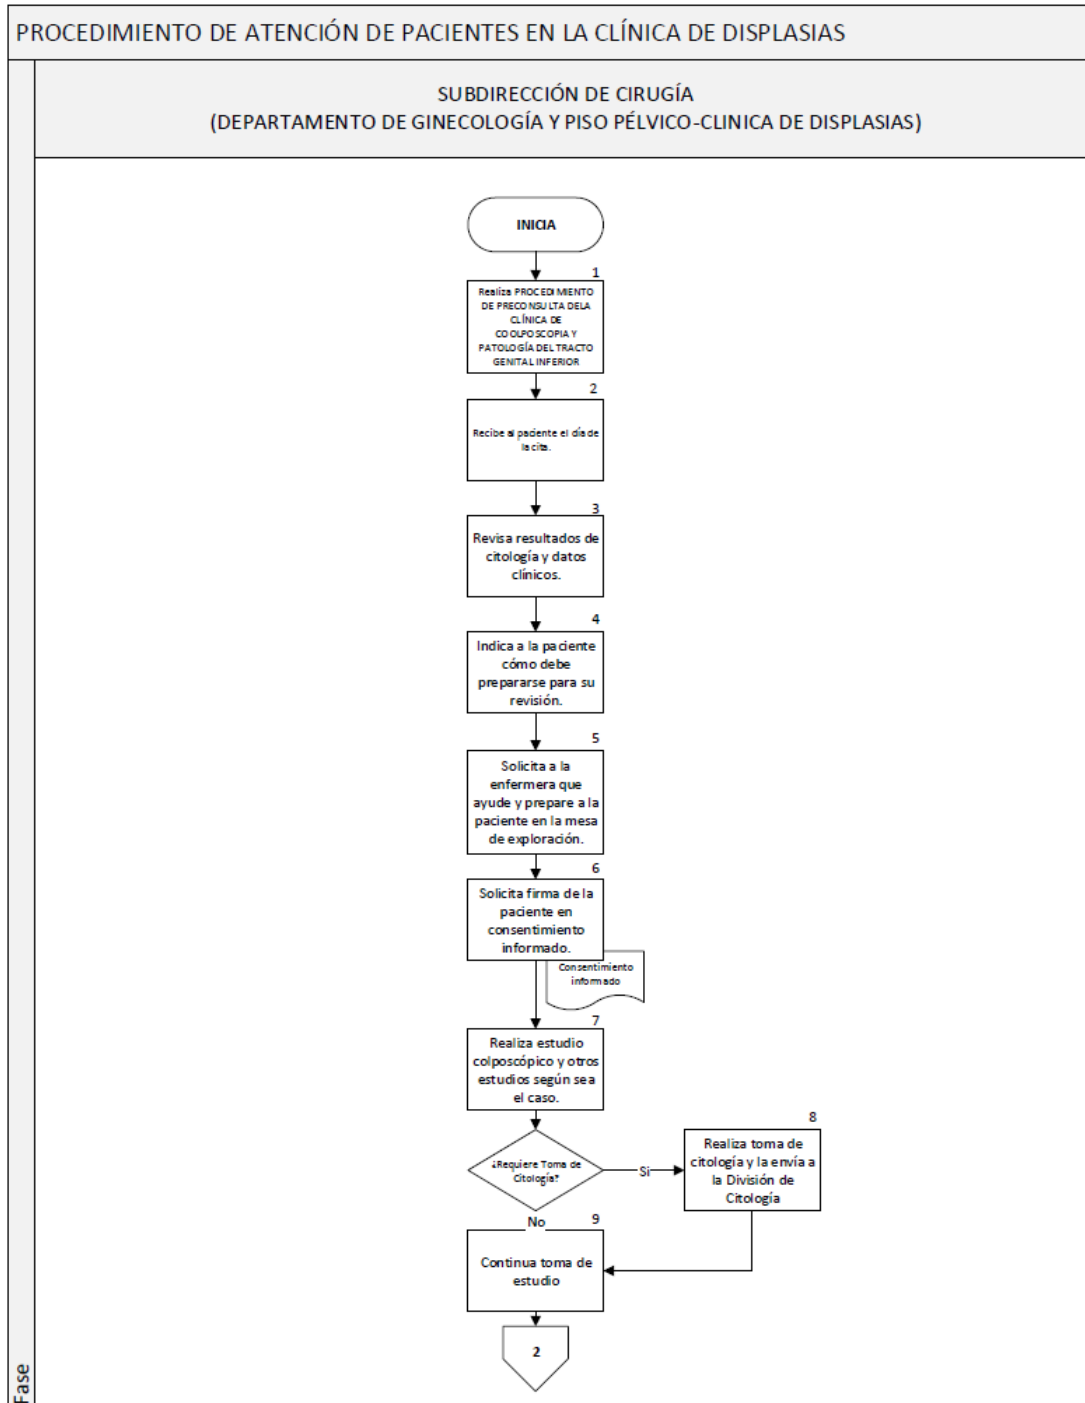 PROCEDIMIENTO DE ATENCIÓN DE PACIENTES EN LA CLÍNICA DE DISPLASIAS
SUBDIRECCIÓN DE CIRUGÍA
(DEPARTAMENTO DE GINECOLOGÍA Y PISO PÉLVICO-CLINICA DE DISPLASIAS)
INICIA
1
Realiza PROCEDIMIENTO
DE PRECONSULTA DELA
CLÍNICA DE
COOLPOSCOPIA Y
PATOLOGÍA DEL TRACTO
GENITAL INFERIOR
2
Recibe al paciente el día de
la cita.
3
Revisa resultados de
citología y datos
clínicos.
4
Indica a la paciente
cómo debe
prepararse para su
revisión.
5
Solicita a la
enfermera que
ayude y prepare a la
paciente en la mesa
de exploración.
6
Solicita firma de la
paciente en
consentimiento
informado.
Consentimiento
informado
7
Realiza estudio
colposcópico y otros
estudios según sea
el caso.
¿Requiere Toma de
Citología?
Si
8
Realiza toma de
citología y la envía a
la División de
Citología
No
9
Continua toma de
estudio
2
Fase